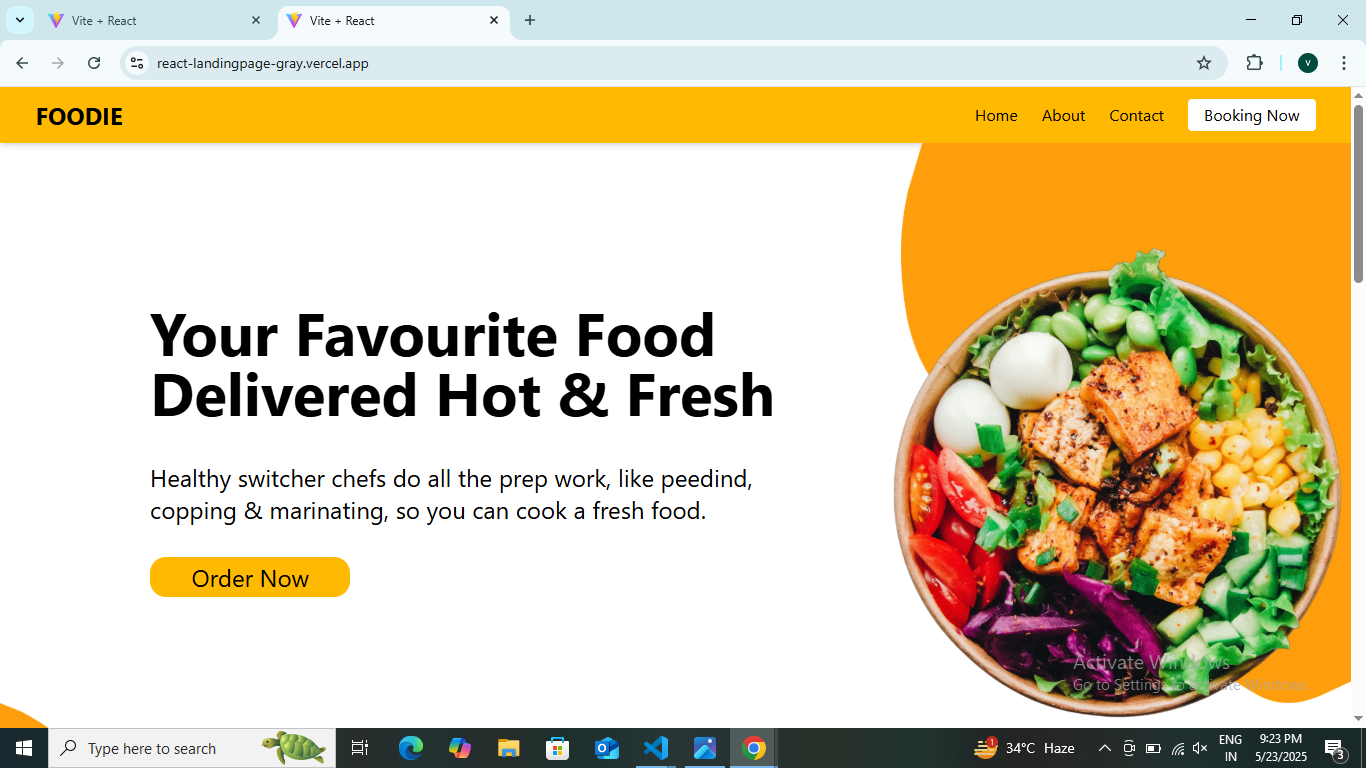 Vite + React
Vite + React
react-landingpage-gray.vercel.app
V
FOODIE
Home About Contact Booking Now
Your Favourite Food
Delivered Hot & Fresh
Healthy switcher chefs do all the prep work, like peedind,
copping & marinating, so you can cook a fresh food.
Order Now
Activate Windows
Go to Settings to activate Windows.
Type here to search
1
34°C Haze
ENG
IN
9:23 PM
5/23/2025
3